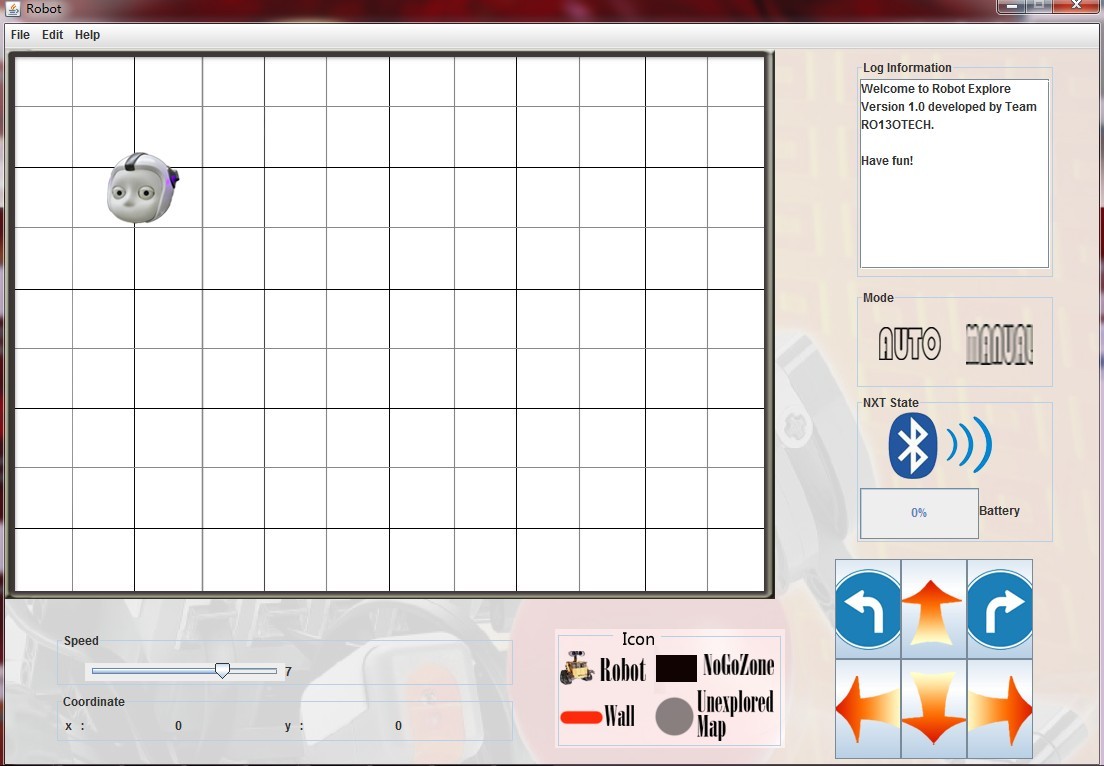 Robot
File Edit Help
Log Information
Welcome to Robot Explore
Version 1.0 developed by Team
RO13OTECH.
Have fun!
Mode
AUTO MANUAL
NXT State
0% Battery
Speed
7
Coordinate
x : 0 y : 0
Icon
Robot NoGoZone
Wall Unexplored
Map